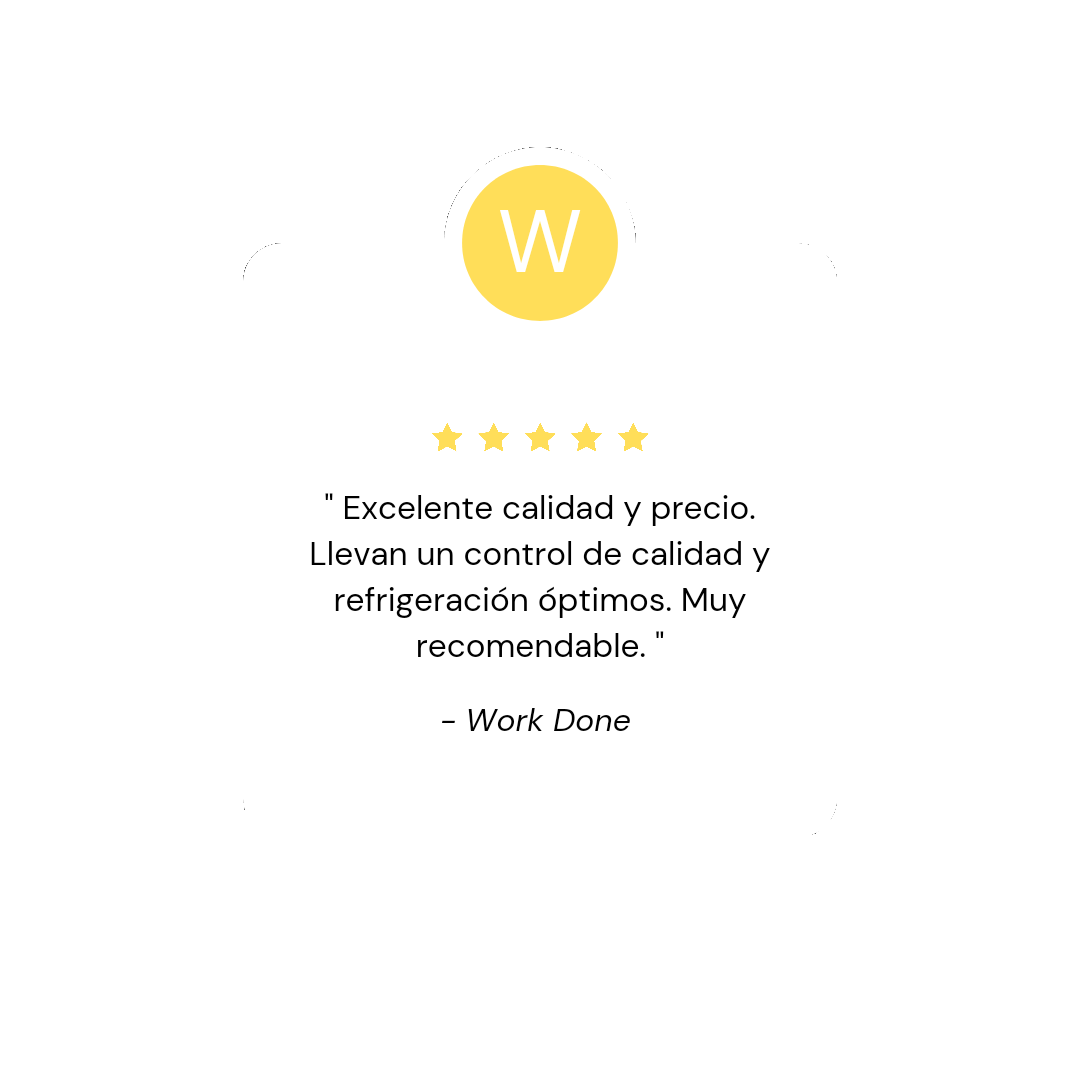 W
" Excelente calidad y precio.
Llevan un control de calidad y
refrigeración óptimos. Muy
recomendable. "
- Work Done